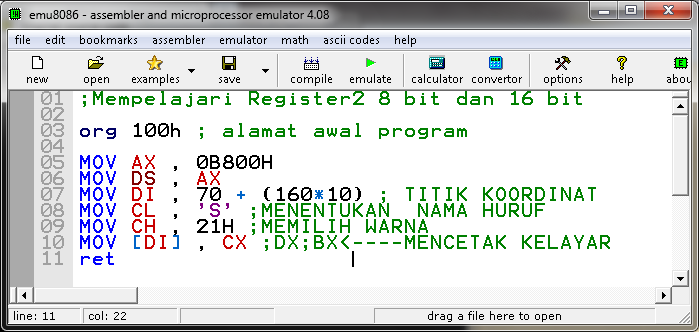 emu8086 - assembler and microprocessor emulator 4.08
file edit bookmarks assembler emulator math ascii codes help
new open examples save compile emulate calculator convertor options help abou
01 ;Mempelajari Register2 8 bit dan 16 bit
02
03 org 100h ; alamat awal program
04
05 MOV AX , 0B800H
06 MOV DS , AX
07 MOV DI , 70 + (160*10) ; TITIK KOORDINAT
08 MOV CL , 'S' ;MENENTUKAN  NAMA HURUF
09 MOV CH , 21H ;MEMILIH WARNA
10 MOV [DI] , CX ;DX;BX<----MENCETAK KELAYAR
11 ret
line: 11 col: 22 drag a file here to open